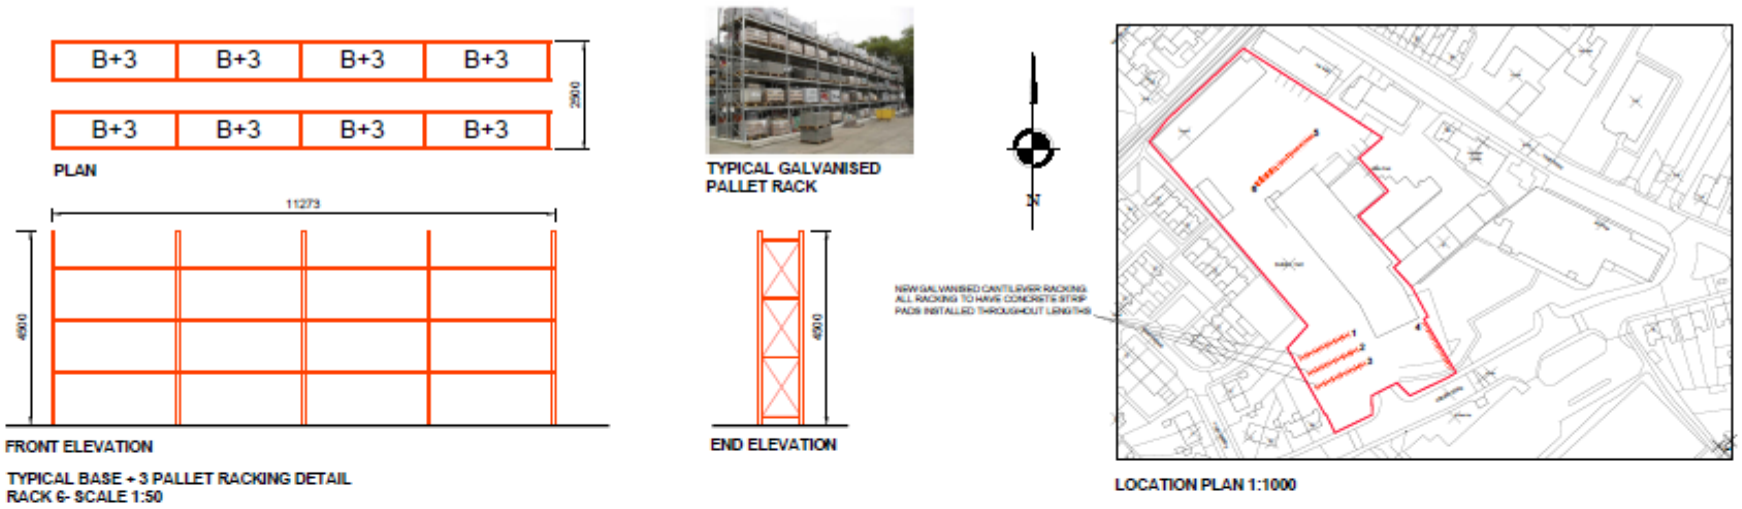 B+3 B+3 B+3 B+3
2500
B+3 B+3 B+3 B+3
PLAN
11273
4500
FRONT ELEVATION
TYPICAL BASE + 3 PALLET RACKING DETAIL
RACK 6- SCALE 1:50
TYPICAL GALVANISED
PALLET RACK
4500
END ELEVATION
N
NEW GALVANISED CANTILEVER RACKING.
ALL RACKING TO HAVE CONCRETE STRIP
PADS INSTALLED THROUGHOUT LENGTHS
5
6
1
2
3
4
LOCATION PLAN 1:1000